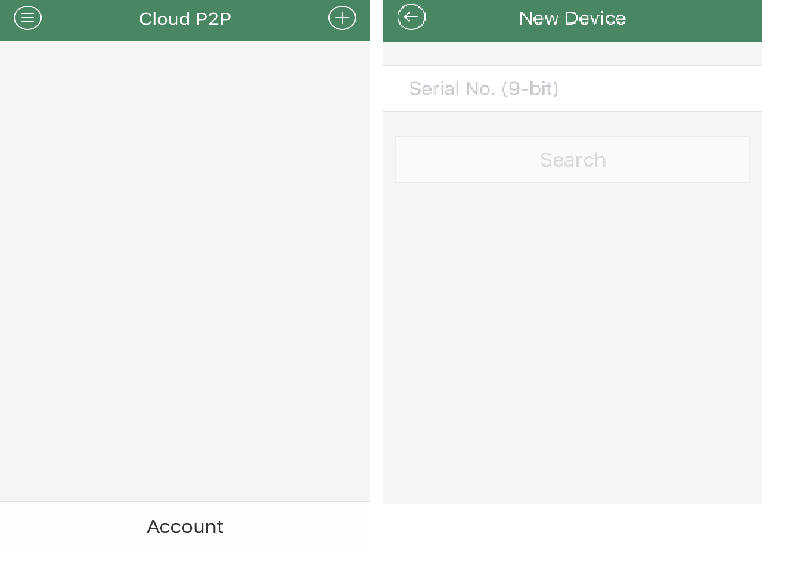 Cloud P2P
Account
New Device
Serial No. (9-bit)
Search